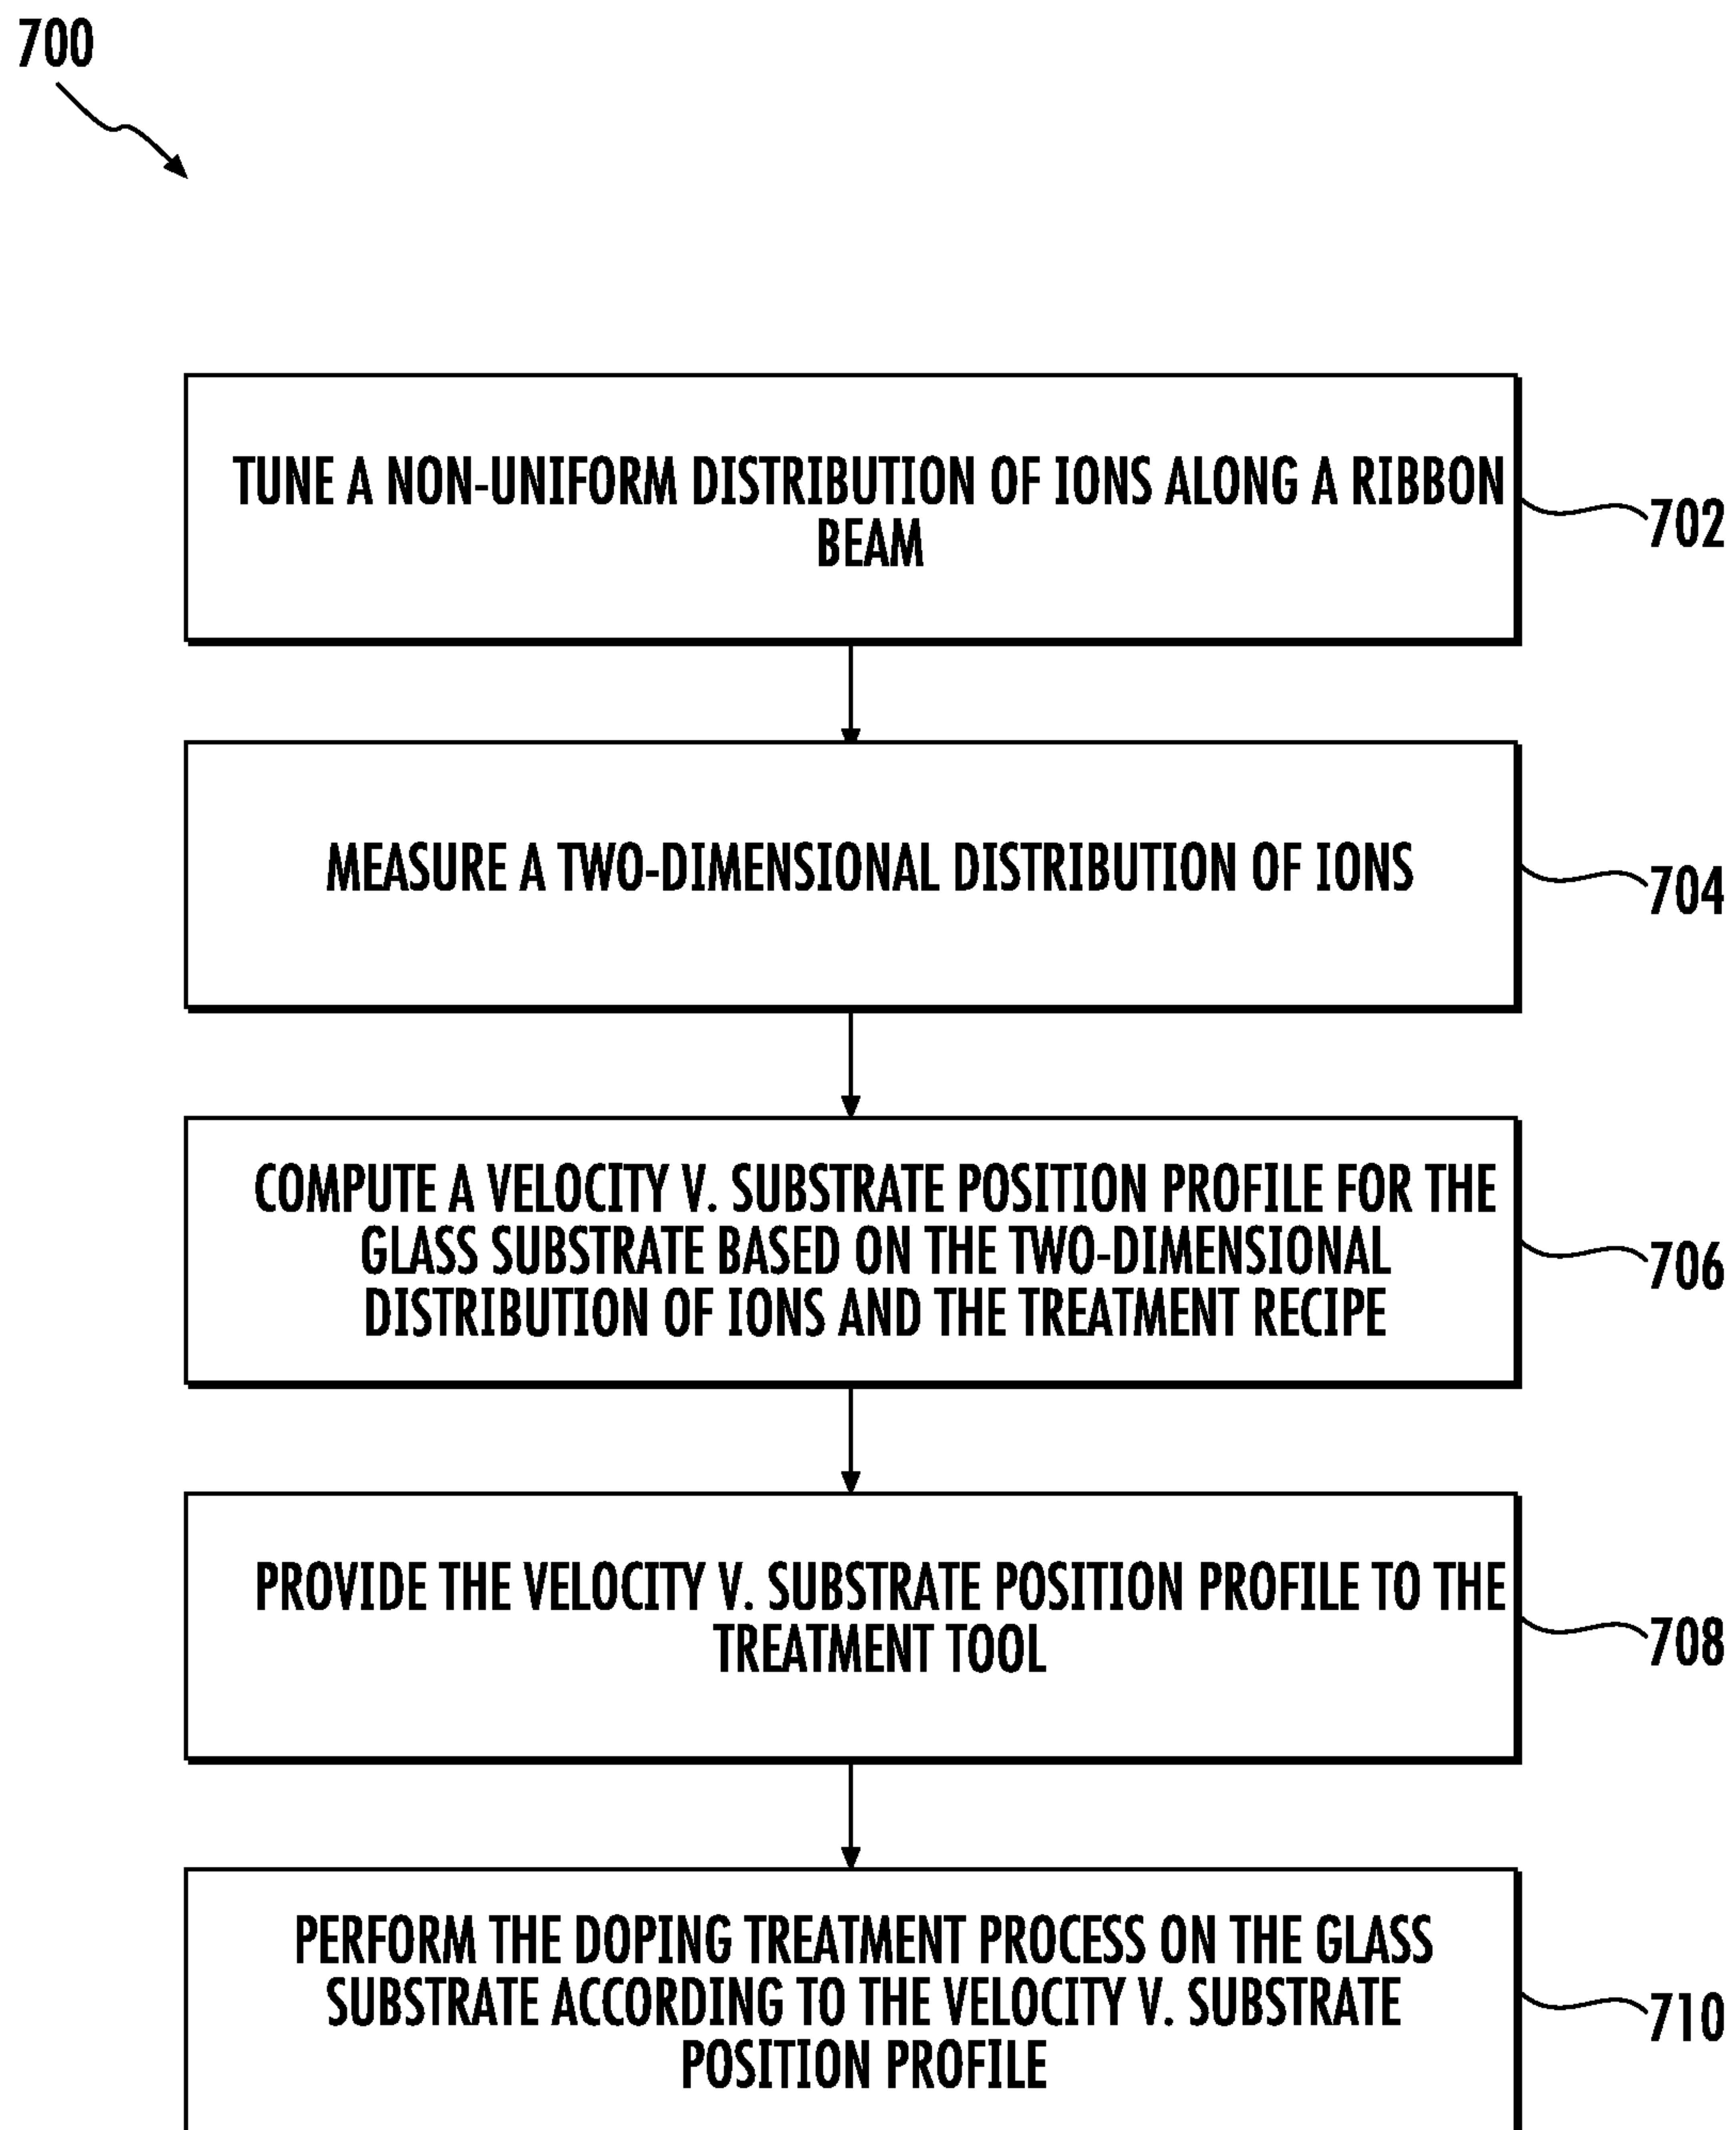 700
TUNE A NON-UNIFORM DISTRIBUTION OF IONS ALONG A RIBBON
BEAM
702
MEASURE A TWO-DIMENSIONAL DISTRIBUTION OF IONS
704
COMPUTE A VELOCITY V. SUBSTRATE POSITION PROFILE FOR THE
GLASS SUBSTRATE BASED ON THE TWO-DIMENSIONAL
DISTRIBUTION OF IONS AND THE TREATMENT RECIPE
706
PROVIDE THE VELOCITY V. SUBSTRATE POSITION PROFILE TO THE
TREATMENT TOOL
708
PERFORM THE DOPING TREATMENT PROCESS ON THE GLASS
SUBSTRATE ACCORDING TO THE VELOCITY V. SUBSTRATE
POSITION PROFILE
710